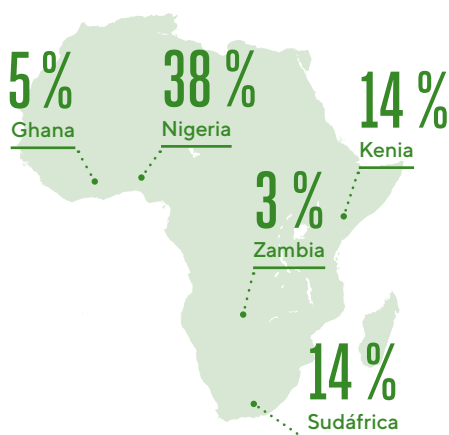 5 %
Ghana
38 %
Nigeria
14 %
Kenia
3 %
Zambia
14 %
Sudáfrica